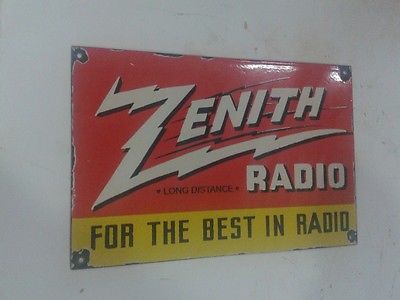 ZENITH
• LONG DISTANCE • RADIO
FOR THE BEST IN RADIO